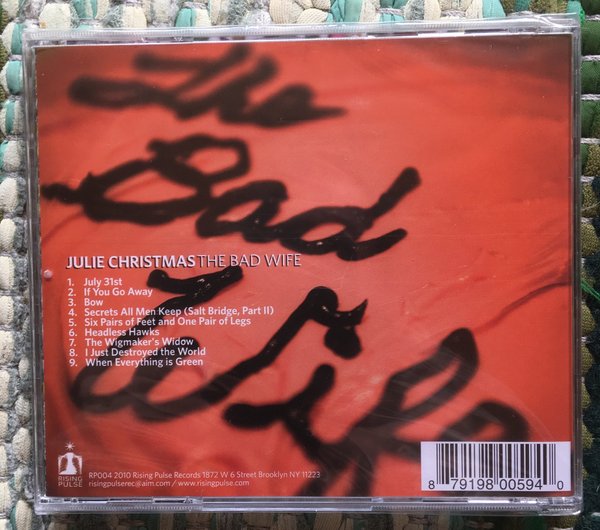 the
Bad
Wife
JULIE CHRISTMAS THE BAD WIFE
1. July 31st
2. If You Go Away
3. Bow
4. Secrets All Men Keep (Salt Bridge, Part II)
5. Six Pairs of Feet and One Pair of Legs
6. Headless Hawks
7. The Wigmaker's Widow
8. I Just Destroyed the World
9. When Everything is Green
RISING
PULSE
RP004 2010 Rising Pulse Records 1872 W 6 Street Brooklyn NY 11223
risingpulserec@aim.com / www.risingpulse.com
8 79198 00594 0